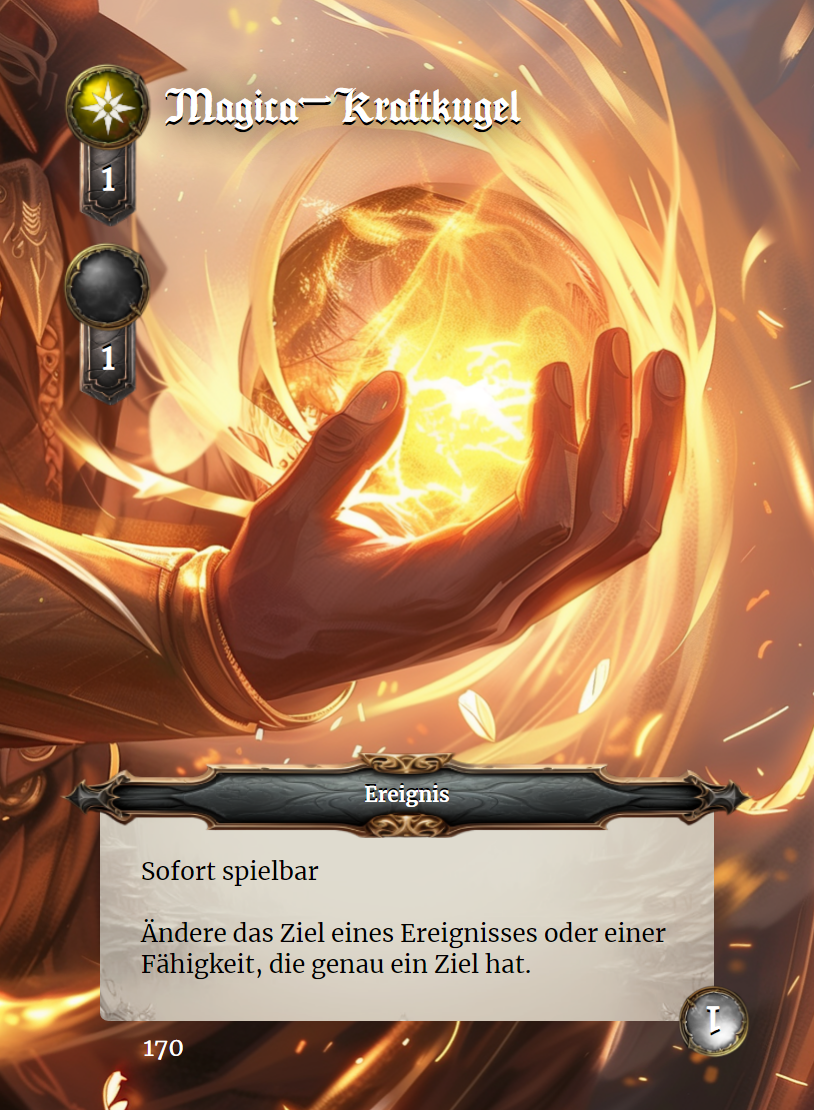 Magica-Kraftkugel
1
1
Ereignis
Sofort spielbar
Ändere das Ziel eines Ereignisses oder einer
Fähigkeit, die genau ein Ziel hat.
1
170